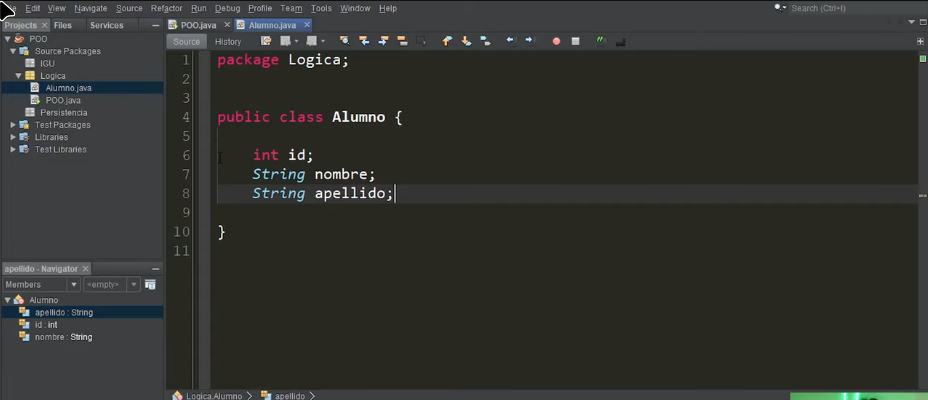 Edit View Navigate Source Refactor Run Debug Profile Team Tools Window Help
Search (Ctrl+I)
Projects Files Services
POO
Source Packages
IGU
Logica
Alumno.java
POO.java
Persistencia
Test Packages
Libraries
Test Libraries
apellido - Navigator
Members <empty>
Alumno
apellido : String
id : int
nombre : String
POO.java Alumno.java
Source History
1 package Logica;
2
3
4 public class Alumno {
5
6 int id;
7 String nombre;
8 String apellido;
9
10 }
11
Logica.Alumno apellido